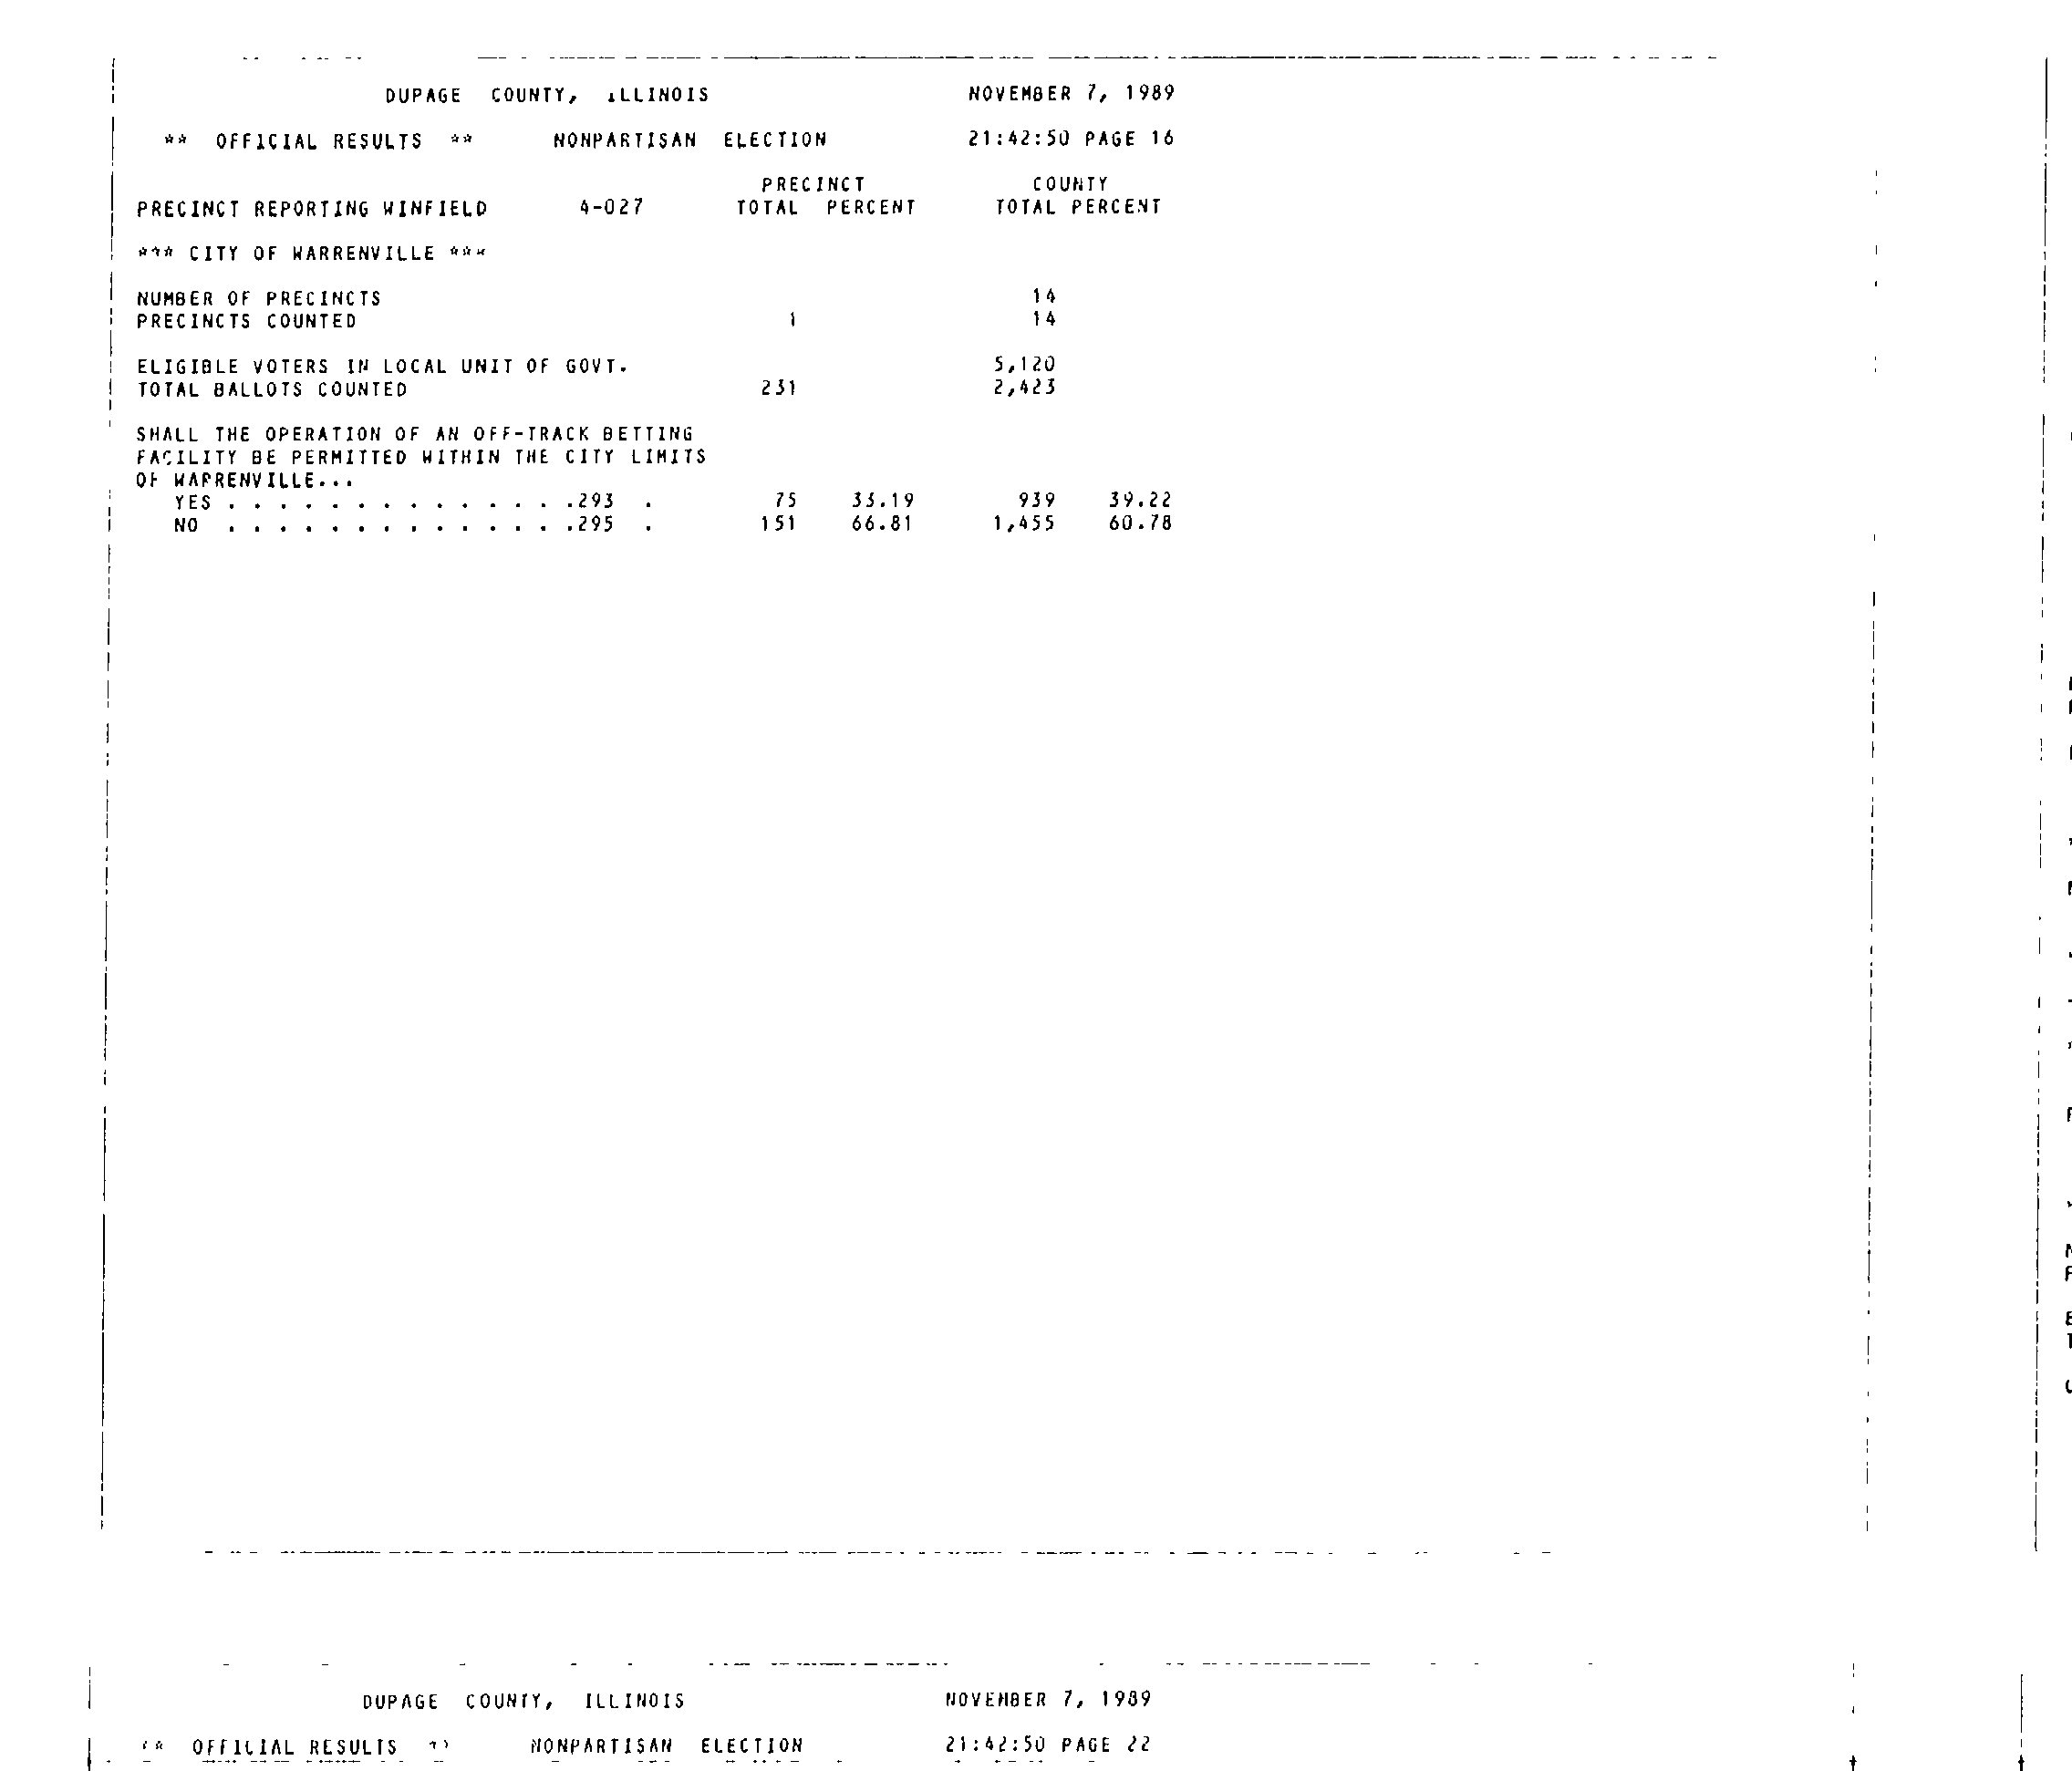 DUPAGE COUNTY, ILLINOIS NOVEMBER 7, 1989
** OFFICIAL RESULTS ** NONPARTISAN ELECTION 21:42:50 PAGE 16
PRECINCT COUNTY
PRECINCT REPORTING WINFIELD 4-027 TOTAL PERCENT TOTAL PERCENT
*** CITY OF WARRENVILLE ***
NUMBER OF PRECINCTS 14
PRECINCTS COUNTED 1 14
ELIGIBLE VOTERS IN LOCAL UNIT OF GOVT. 5,120
TOTAL BALLOTS COUNTED 231 2,423
SHALL THE OPERATION OF AN OFF-TRACK BETTING
FACILITY BE PERMITTED WITHIN THE CITY LIMITS
OF WARRENVILLE...
YES . . . . . . . . . . . . . .293 . 75 33.19 939 39.22
NO . . . . . . . . . . . . . .295 . 151 66.81 1,455 60.78
DUPAGE COUNTY, ILLINOIS NOVEMBER 7, 1989
** OFFICIAL RESULTS ** NONPARTISAN ELECTION 21:42:50 PAGE 22